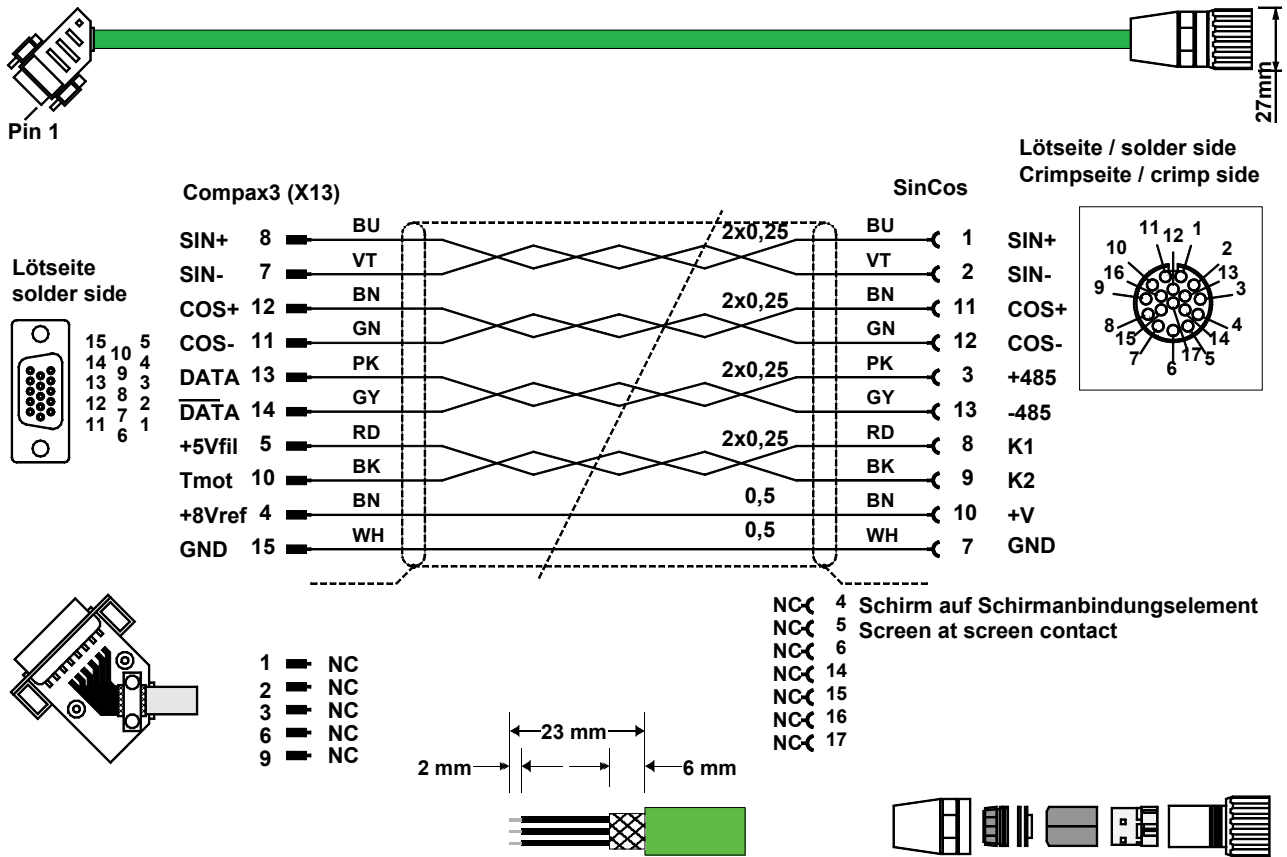 27mm
Pin 1
Lötseite / solder side
Crimpseite / crimp side
Compax3 (X13)
SinCos
Lötseite
solder side
15 10 5
14 9 4
13 8 3
12 7 2
11 6 1
11 12 1
10 2
16 13
9 3
8 4
15 14
7 17 5
6
SIN+ 8 BU 2x0,25 BU 1 SIN+
SIN- 7 VT VT 2 SIN-
COS+ 12 BN 2x0,25 BN 11 COS+
COS- 11 GN GN 12 COS-
DATA 13 PK 2x0,25 PK 3 +485
D̅A̅T̅A 14 GY GY 13 -485
+5Vfil 5 RD 2x0,25 RD 8 K1
Tmot 10 BK BK 9 K2
+8Vref 4 BN 0,5 BN 10 +V
GND 15 WH 0,5 WH 7 GND
NC 4 Schirm auf Schirmanbindungselement
NC 5 Screen at screen contact
NC 6
NC 14
NC 15
NC 16
NC 17
1 NC
2 NC
3 NC
6 NC
9 NC
23 mm
2 mm 6 mm